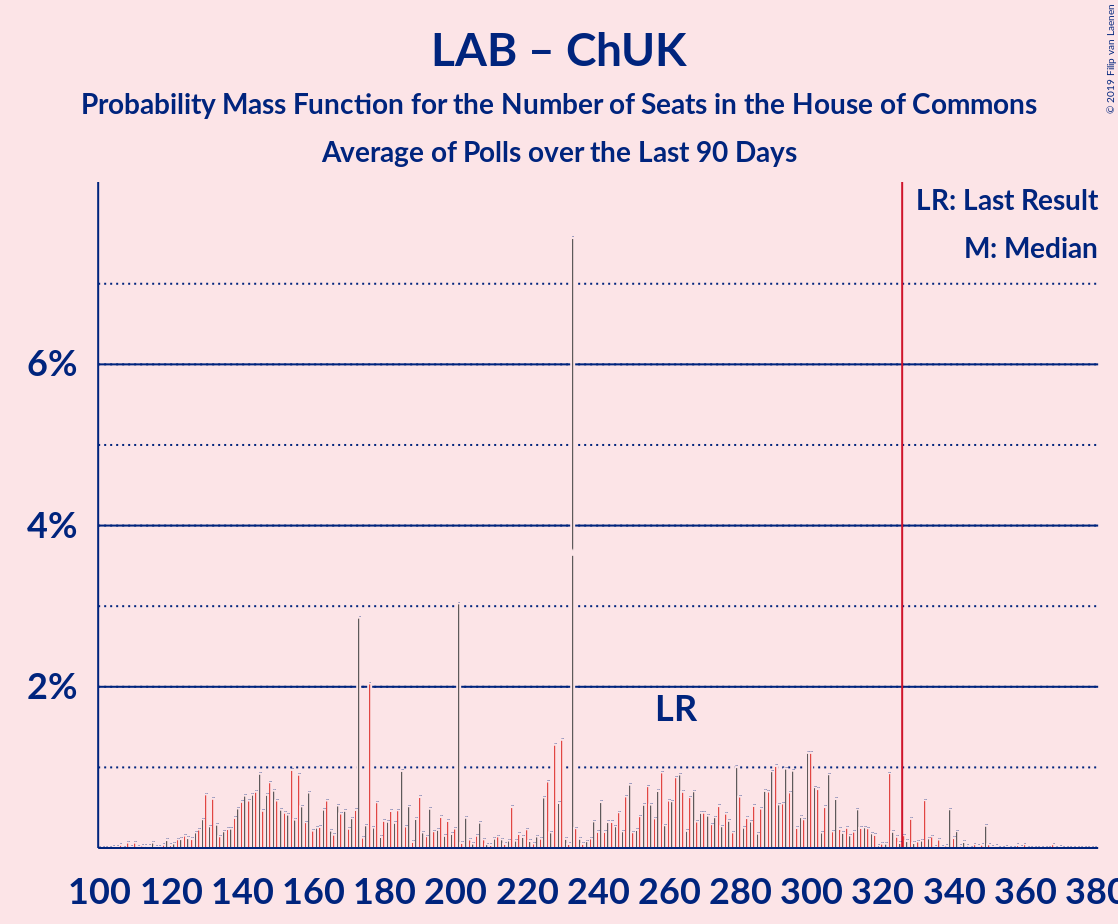 LAB – ChUK
Probability Mass Function for the Number of Seats in the House of Commons
Average of Polls over the Last 90 Days
© 2019 Filip van Laenen
LR: Last Result
M: Median
6%
4%
2%
LR
100 120 140 160 180 200 220 240 260 280 300 320 340 360 380